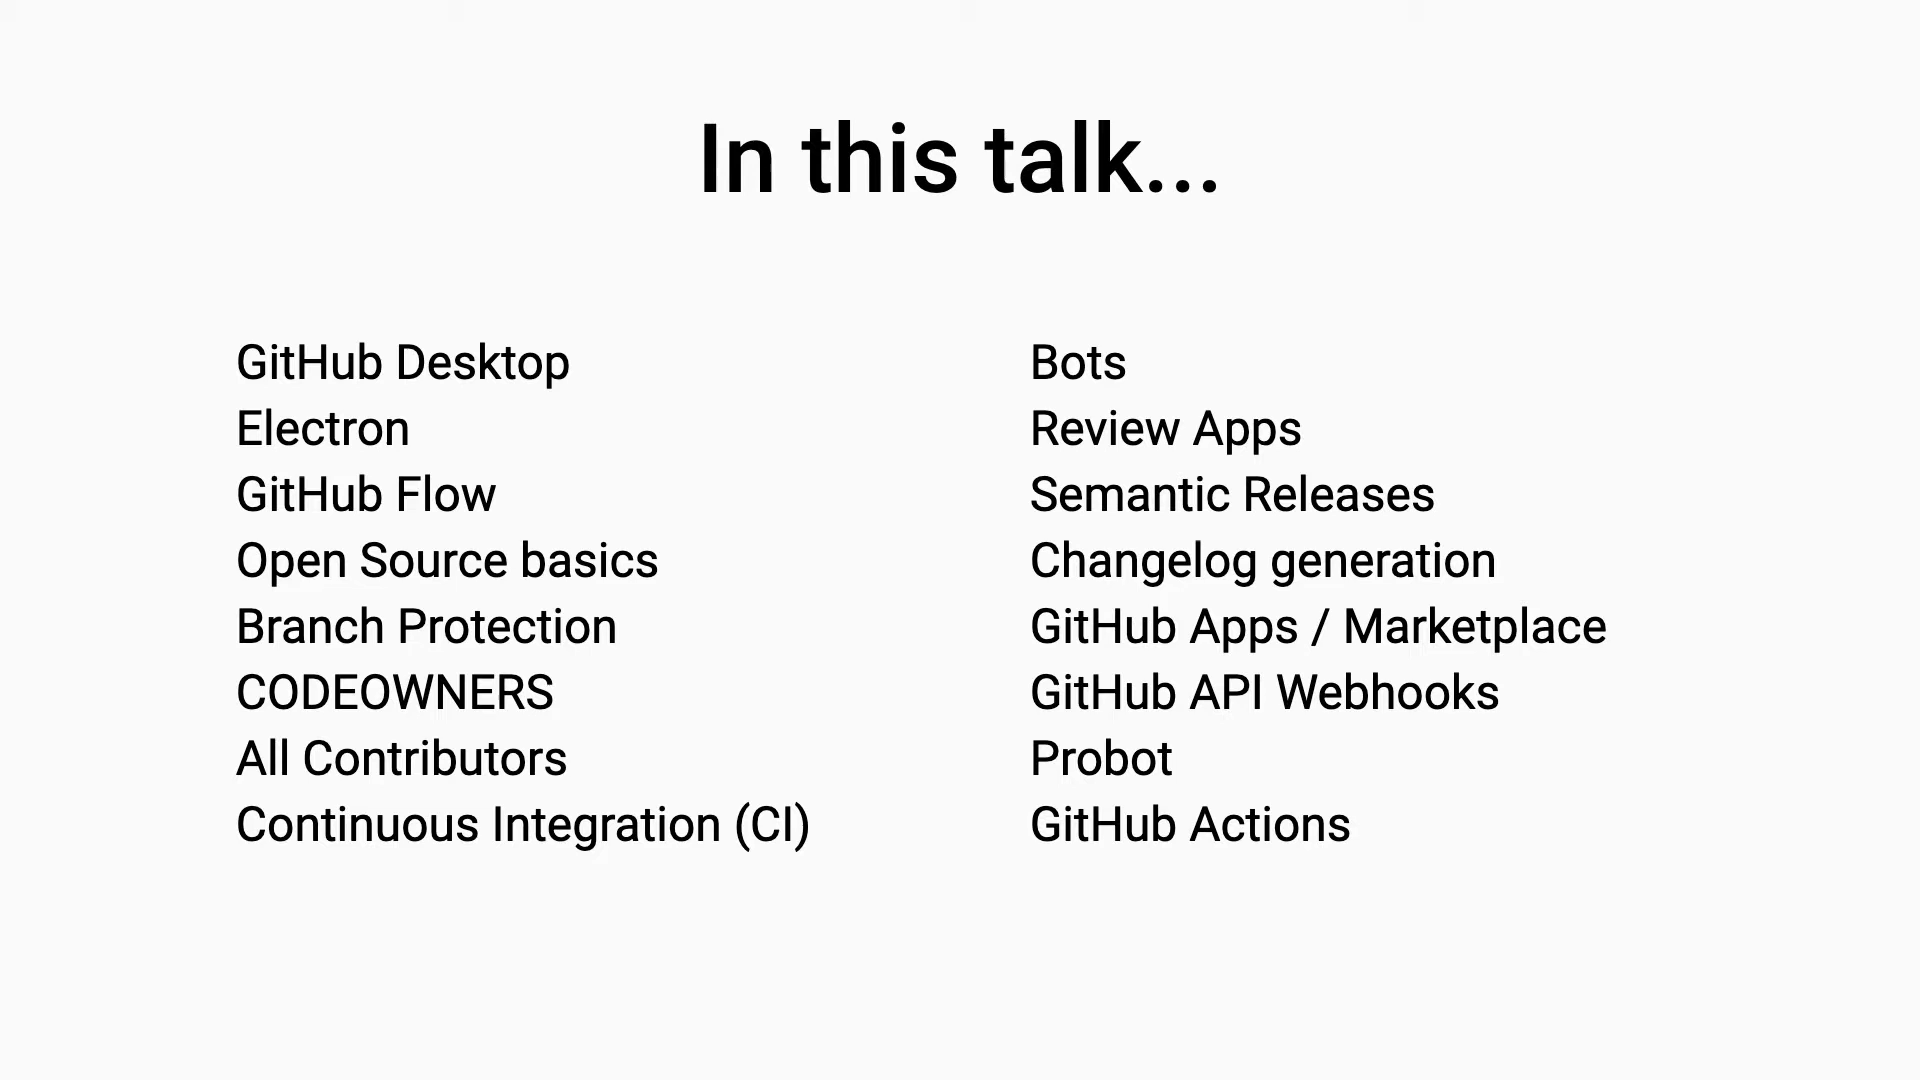 In this talk...
GitHub Desktop
Electron
GitHub Flow
Open Source basics
Branch Protection
CODEOWNERS
All Contributors
Continuous Integration (CI)
Bots
Review Apps
Semantic Releases
Changelog generation
GitHub Apps / Marketplace
GitHub API Webhooks
Probot
GitHub Actions